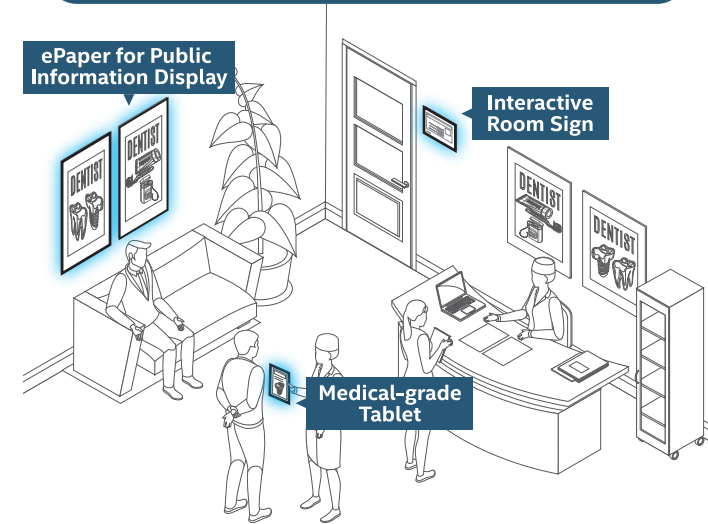 ePaper for Public
Information Display
Interactive
Room Sign
DENTIST
DENTIST
DENTIST
DENTIST
Medical-grade
Tablet